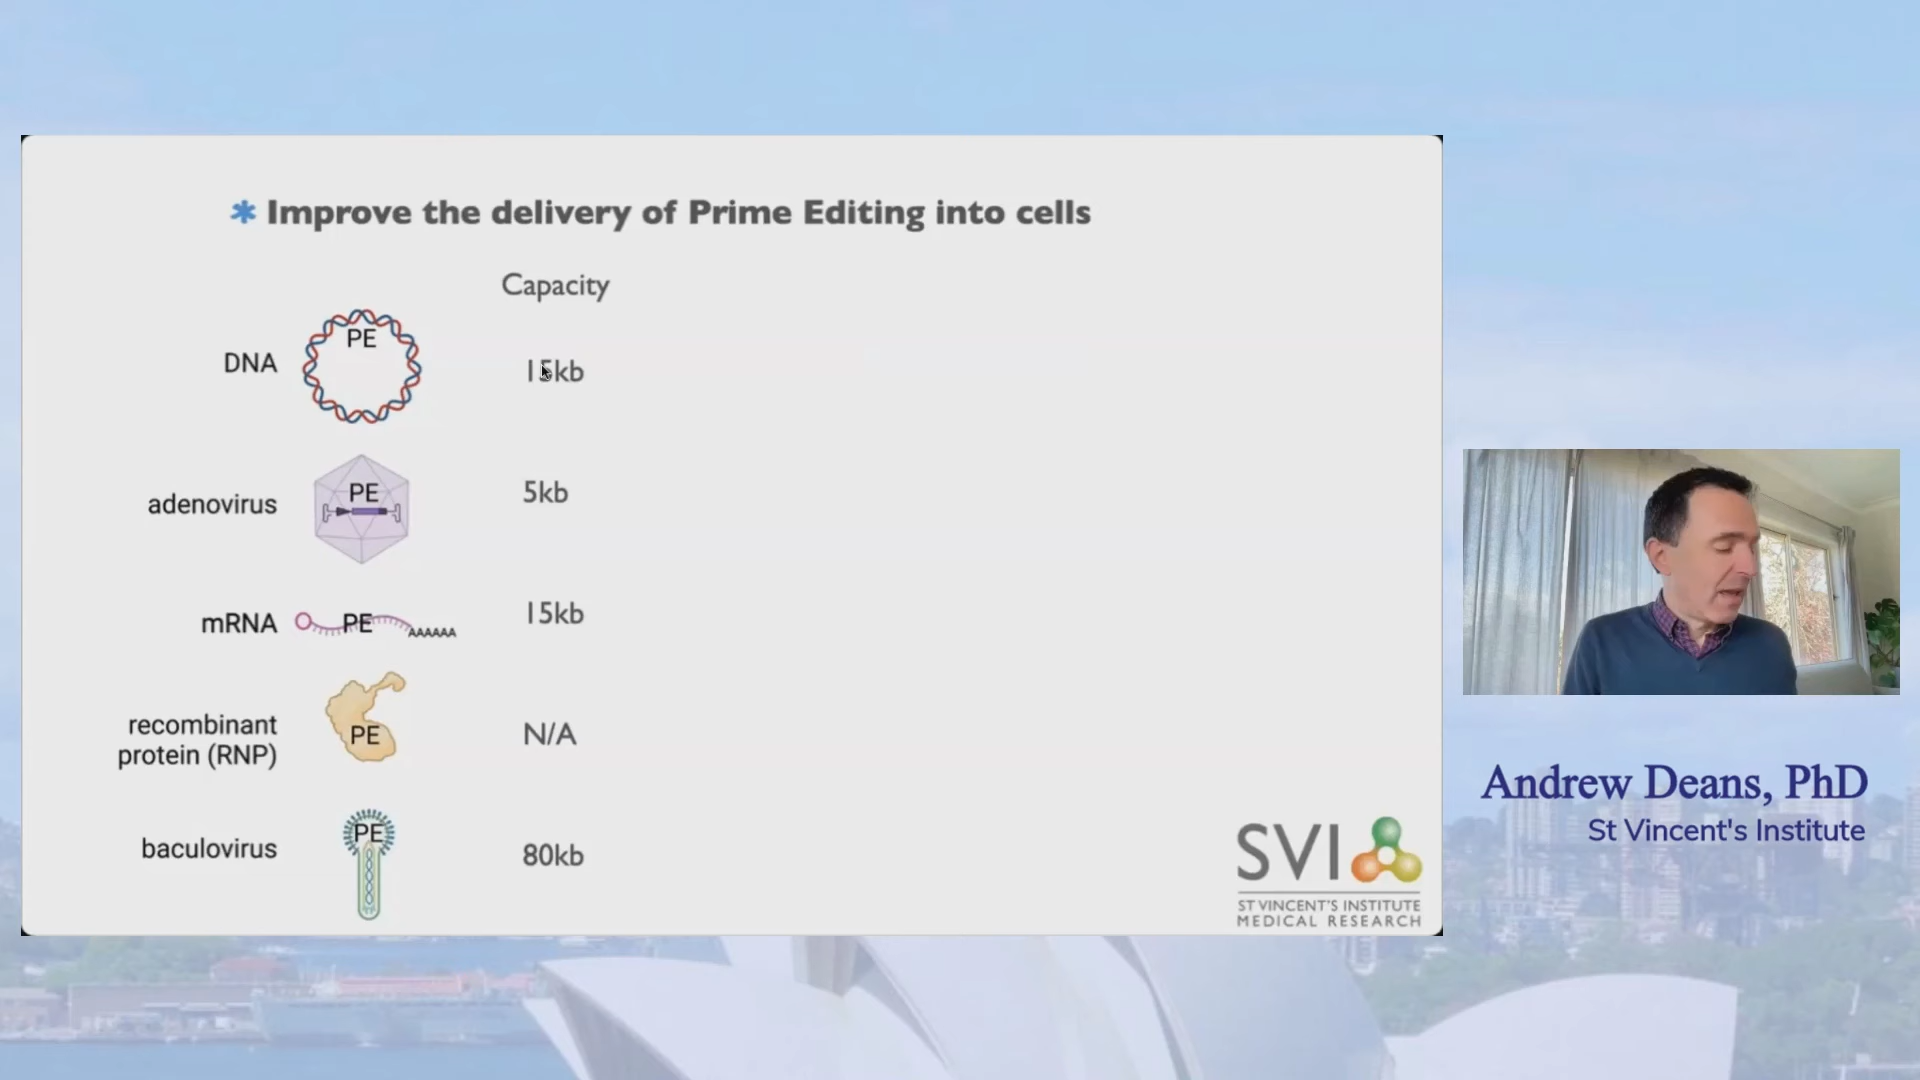 * Improve the delivery of Prime Editing into cells
Capacity
DNA PE 15kb
adenovirus PE 5kb
mRNA PE AAAAAA 15kb
recombinant
protein (RNP) PE N/A
baculovirus PE 80kb
SVI
ST VINCENT'S INSTITUTE
MEDICAL RESEARCH
Andrew Deans, PhD
St Vincent's Institute